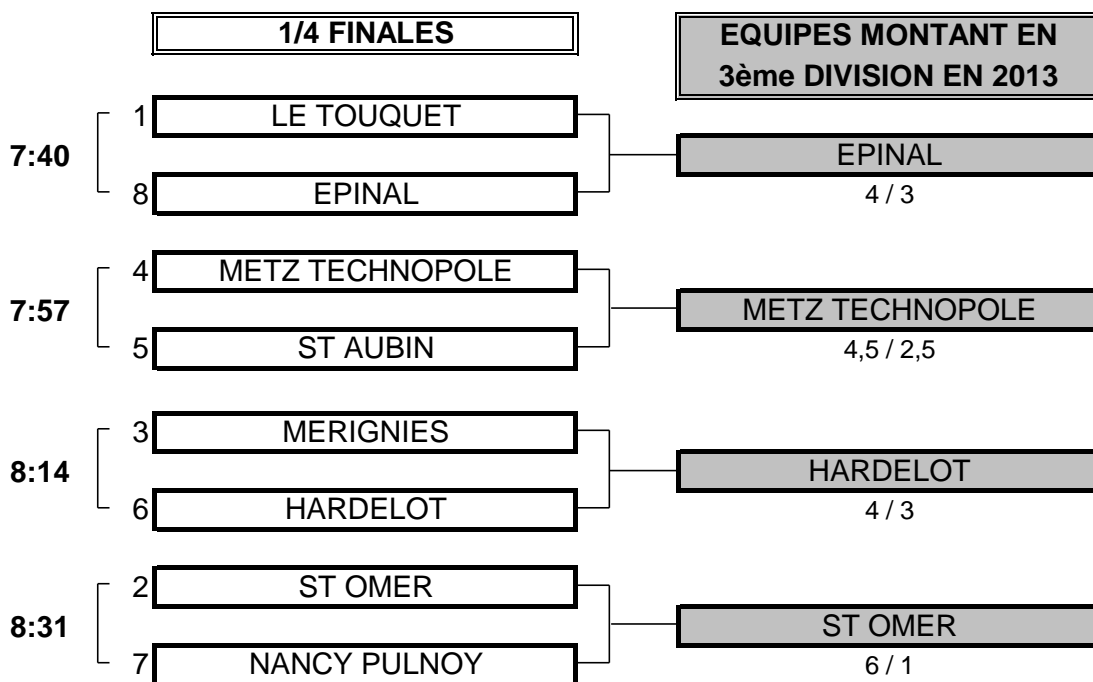 1/4 FINALES
EQUIPES MONTANT EN
3ème DIVISION EN 2013
1 LE TOUQUET
7:40
EPINAL
8 EPINAL
4 / 3
4 METZ TECHNOPOLE
7:57
METZ TECHNOPOLE
5 ST AUBIN
4,5 / 2,5
3 MERIGNIES
8:14
HARDELOT
6 HARDELOT
4 / 3
2 ST OMER
8:31
ST OMER
7 NANCY PULNOY
6 / 1